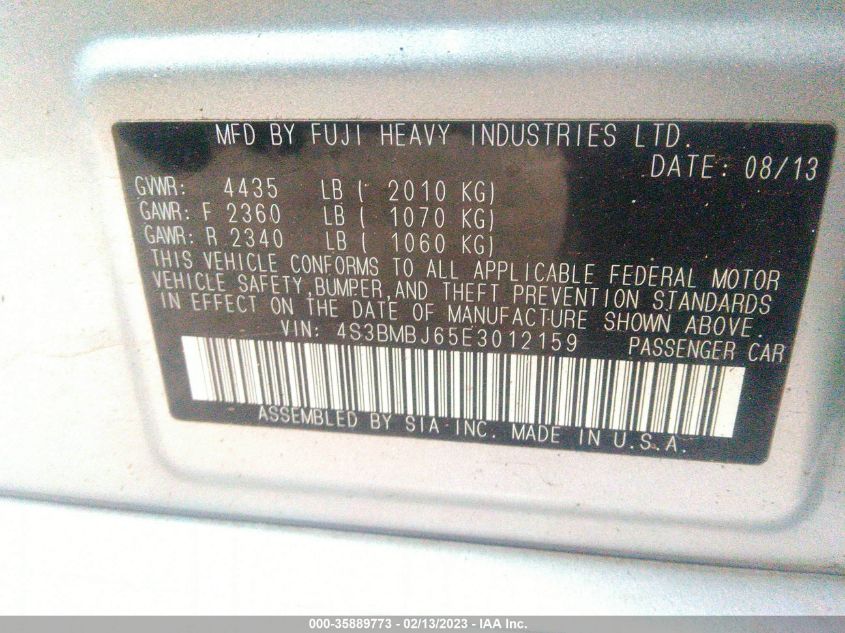 MFD BY FUJI HEAVY INDUSTRIES LTD.
DATE: 08/13
GVWR: 4435 LB ( 2010 KG)
GAWR: F 2360 LB ( 1070 KG)
GAWR: R 2340 LB ( 1060 KG)
THIS VEHICLE CONFORMS TO ALL APPLICABLE FEDERAL MOTOR
VEHICLE SAFETY,BUMPER,AND THEFT PREVENTION STANDARDS
IN EFFECT ON THE DATE OF MANUFACTURE SHOWN ABOVE.
VIN: 4S3BMBJ65E3012159 PASSENGER CAR
ASSEMBLED BY SIA INC. MADE IN U.S.A.
000-35889773 - 02/13/2023 - IAA Inc.